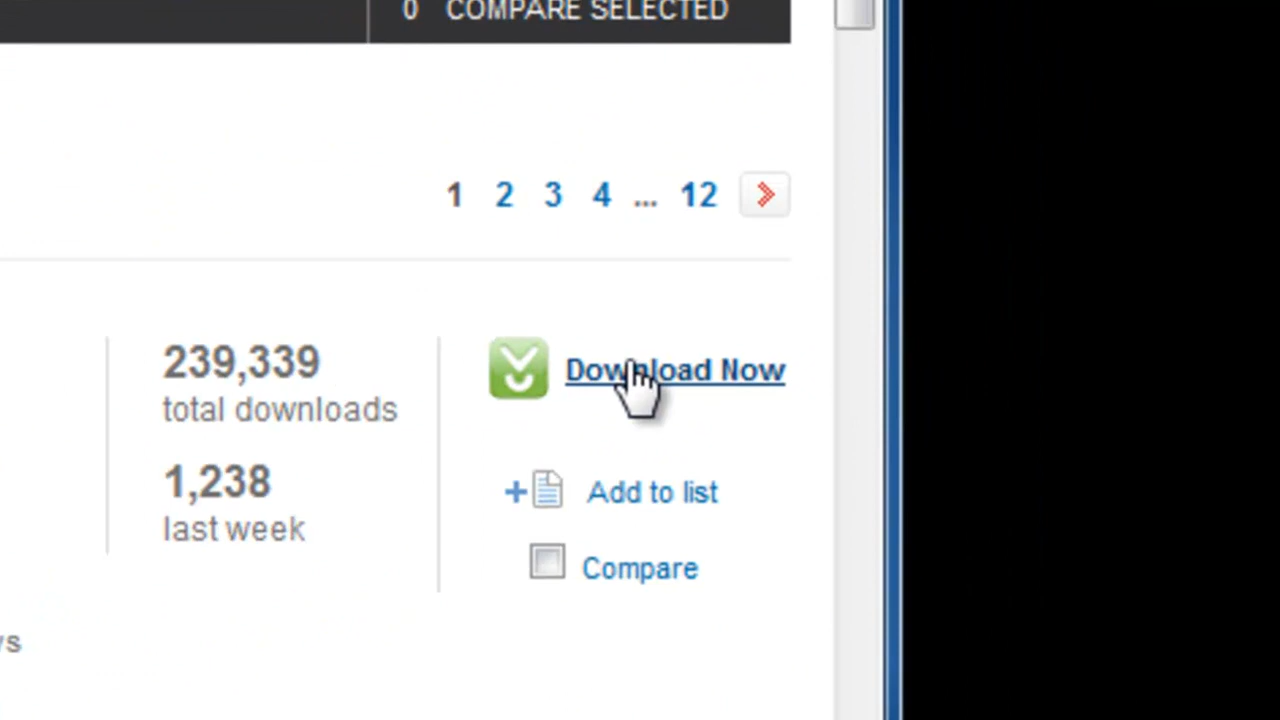 0 COMPARE SELECTED
1 2 3 4 ... 12
239,339
total downloads
Download Now
1,238
last week
Add to list
Compare